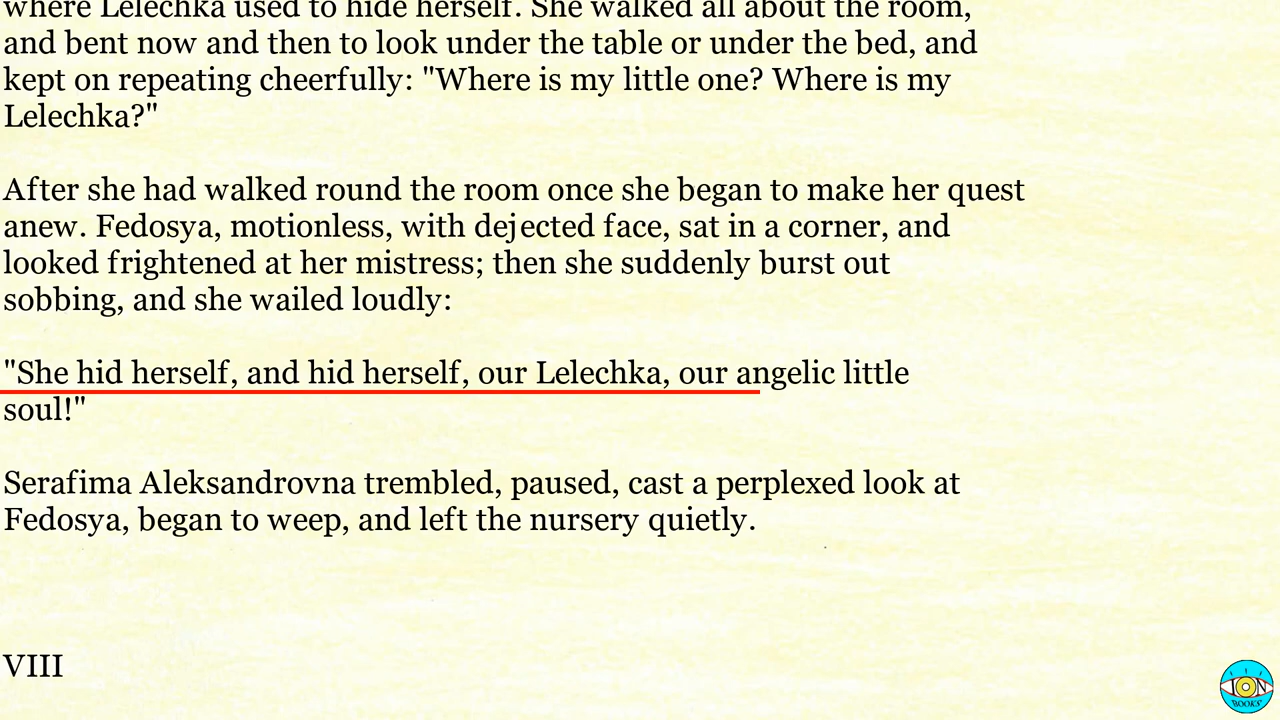 where Lelechka used to hide herself. She walked all about the room,
and bent now and then to look under the table or under the bed, and
kept on repeating cheerfully: "Where is my little one? Where is my
Lelechka?"
After she had walked round the room once she began to make her quest
anew. Fedosya, motionless, with dejected face, sat in a corner, and
looked frightened at her mistress; then she suddenly burst out
sobbing, and she wailed loudly:
"She hid herself, and hid herself, our Lelechka, our angelic little
soul!"
Serafima Aleksandrovna trembled, paused, cast a perplexed look at
Fedosya, began to weep, and left the nursery quietly.
VIII
ION
BOOKS